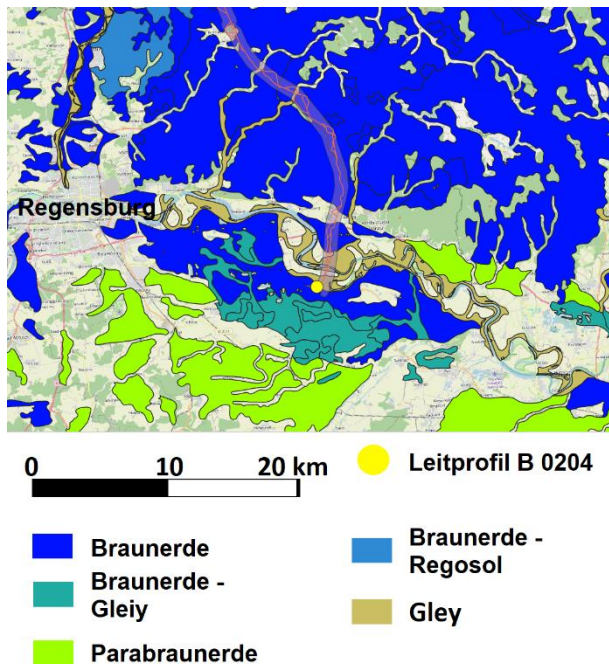 Regensburg
0 10 20 km
Leitprofil B 0204
Braunerde
Braunerde -
Regosol
Braunerde -
Gleiy
Gley
Parabraunerde